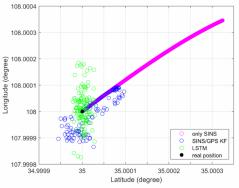 108.0004
108.0003
108.0002
108.0001
108
107.9999
107.9998
Longitude (degree)
34.9999
35
35.0001
35.0002
35.0003
Latitude (degree)
only SINS
SINS/GPS KF
LSTM
real position